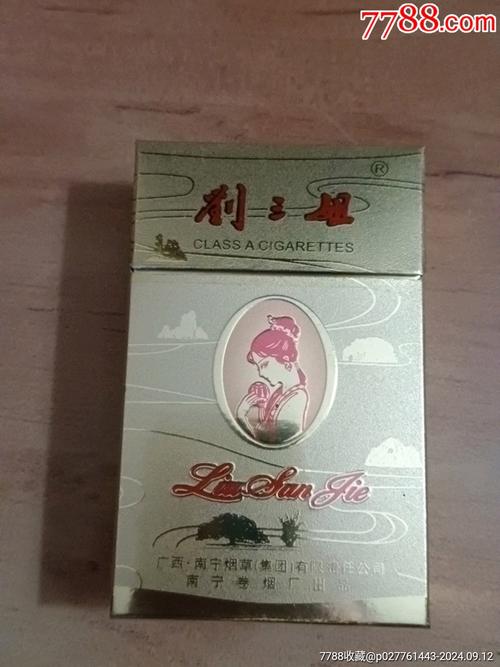 7788.com
劉三姐
®
CLASS A CIGARETTES
Liu San Jie
广西·南宁烟草(集团)有限责任公司
南宁卷烟厂出品
7788收藏@p027761443-2024.09.12